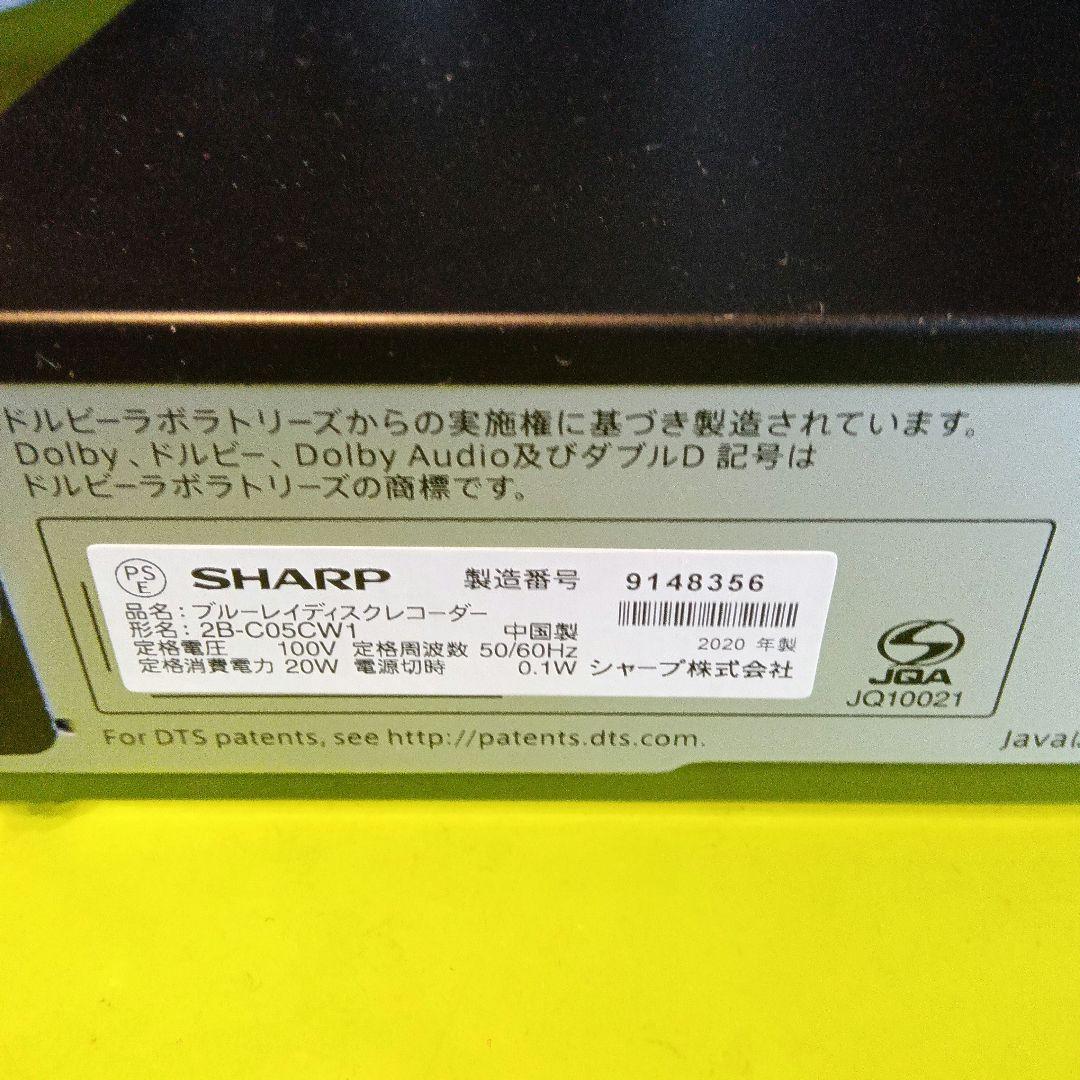 ドルビーラボラトリーズからの実施権に基づき製造されています。
Dolby、ドルビー、Dolby Audio及びダブルD 記号は
ドルビーラボラトリーズの商標です。
PS
E
SHARP 製造番号 9148356
品名：ブルーレイディスクレコーダー
形名：2B-C05CW1 中国製
2020 年製
定格電圧 100V 定格周波数 50/60Hz
定格消費電力 20W 電源切時 0.1W シャープ株式会社
JQA
JQ10021
For DTS patents, see http://patents.dts.com.